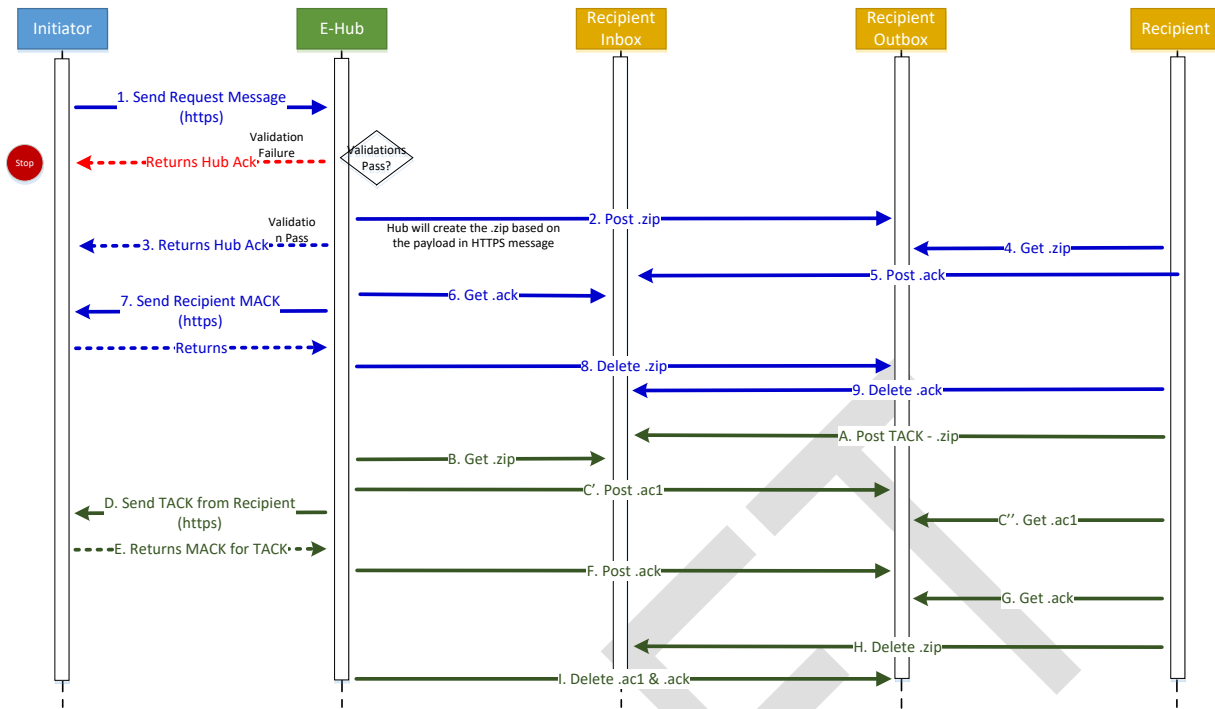 Initiator
E-Hub
Recipient
Inbox
Recipient
Outbox
Recipient
1. Send Request Message
(https)
Validation
Failure
Validations
Pass?
Stop
Returns Hub Ack
2. Post .zip
Validatio
n Pass
Hub will create the .zip based on
the payload in HTTPS message
3. Returns Hub Ack
4. Get .zip
5. Post .ack
6. Get .ack
7. Send Recipient MACK
(https)
Returns
8. Delete .zip
9. Delete .ack
A. Post TACK - .zip
B. Get .zip
C’. Post .ac1
D. Send TACK from Recipient
(https)
C’’. Get .ac1
E. Returns MACK for TACK
F. Post .ack
G. Get .ack
H. Delete .zip
I. Delete .ac1 & .ack